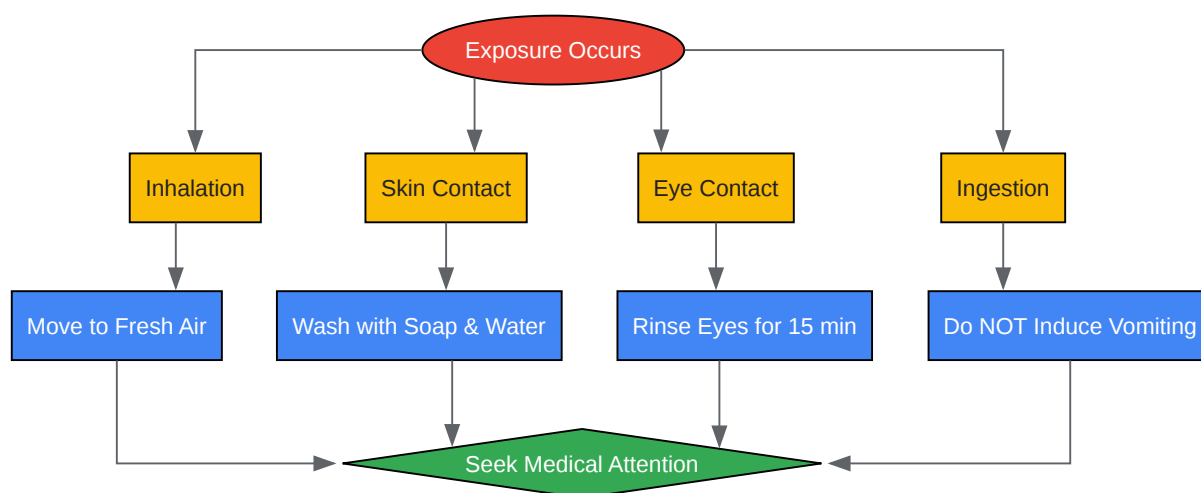 Exposure Occurs
Inhalation
Skin Contact
Eye Contact
Ingestion
Move to Fresh Air
Wash with Soap & Water
Rinse Eyes for 15 min
Do NOT Induce Vomiting
Seek Medical Attention